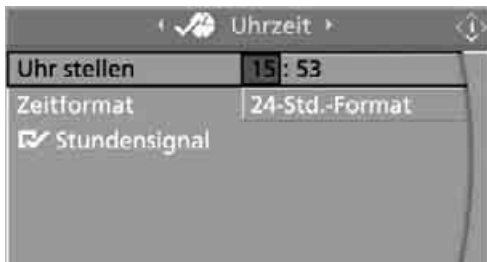 Uhrzeit
Uhr stellen 15 : 53
Zeitformat 24-Std.-Format
Stundensignal